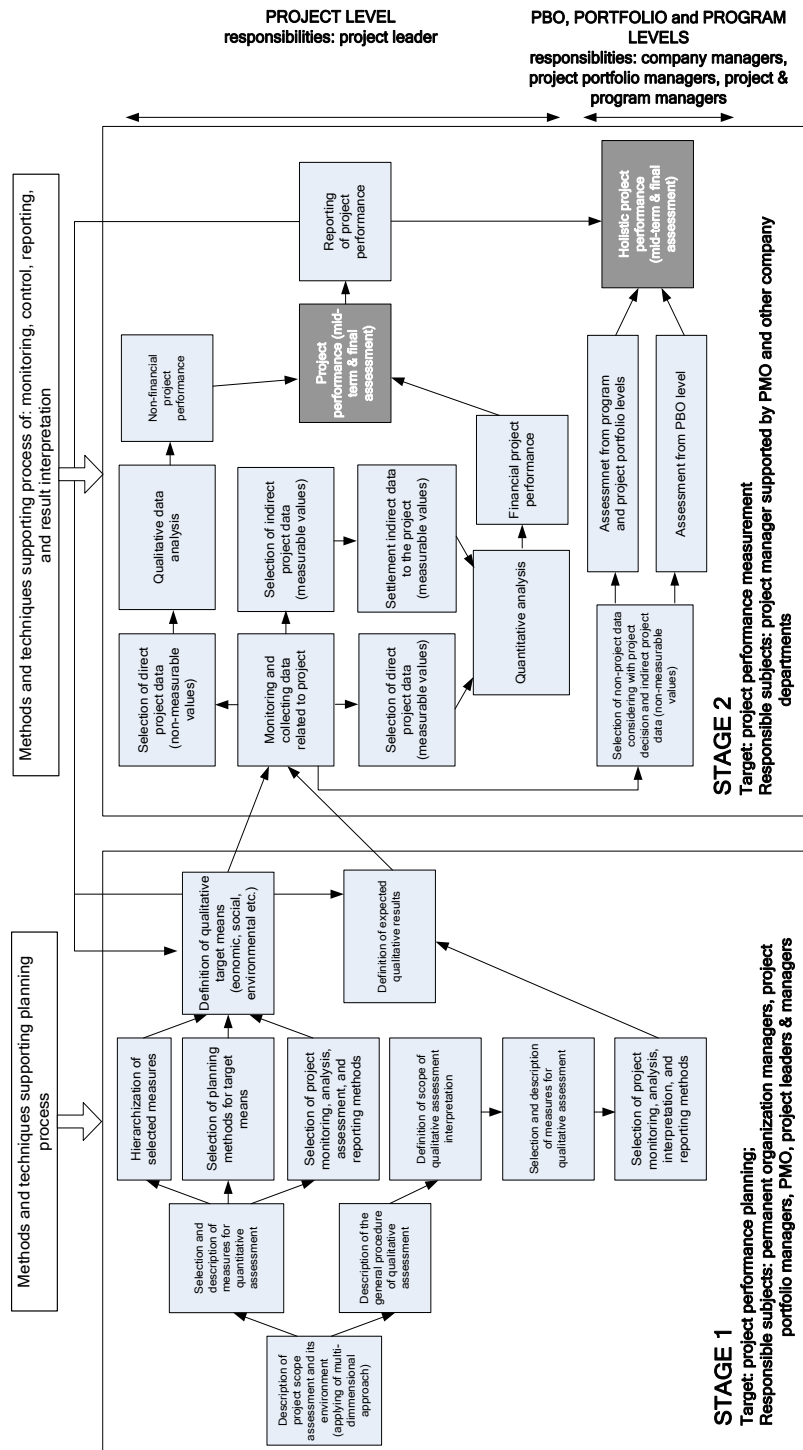 Methods and techniques supporting planning
process
Methods and techniques supporting process of: monitoring, control, reporting,
and result interpretation
PROJECT LEVEL
responsibilities: project leader
PBO, PORTFOLIO and PROGRAM
LEVELS
responsiblities: company managers,
project portfolio managers, project &
program managers
Description of
project scope
assessment and its
environment
(applying of multi-
dimmensional
approach)
Selection and
description of
measures for
quantitative
assessment
Description of the
general procedure
of qualitative
assessment
Hierarchization of
selected measures
Selection of planning
methods for target
means
Selection of project
monitoring, analysis,
assessment, and
reporting methods
Definition of scope of
qualitative assessment
interpretation
Selection and description
of measures for
qualitative assessment
Selection of project
monitoring, analysis,
interpretation, and
reporting methods
Definition of qualitative
target means
(eonomic, social,
environmental etc.)
Definition of expected
qualitative results
STAGE 1
Target: project performance planning;
Responsible subjects: permanent organization managers, project
portfolio managers, PMO, project leaders & managers
Selection of direct
project data
(non-measurable
values)
Monitoring and
collecting data
related to project
Selection of direct
project data
(measurable values)
Qualitative data
analysis
Selection of indirect
project data
(measurable values)
Settlement indirect data
to the project
(measurable values)
Quantitative analysis
Non-financial
project
performance
Financial project
performance
Project
performance (mid-
term & final
assessment)
Reporting
of project
performance
Selection of non-project data
considering with project
decision and indirect project
data (non-measurable
values)
Assessmnet from program
and project portfolio levels
Assessment from PBO level
Holistic project
performance
(mid-term & final
assessment)
STAGE 2
Target: project performance measurement
Responsible subjects: project manager supported by PMO and other company
departments